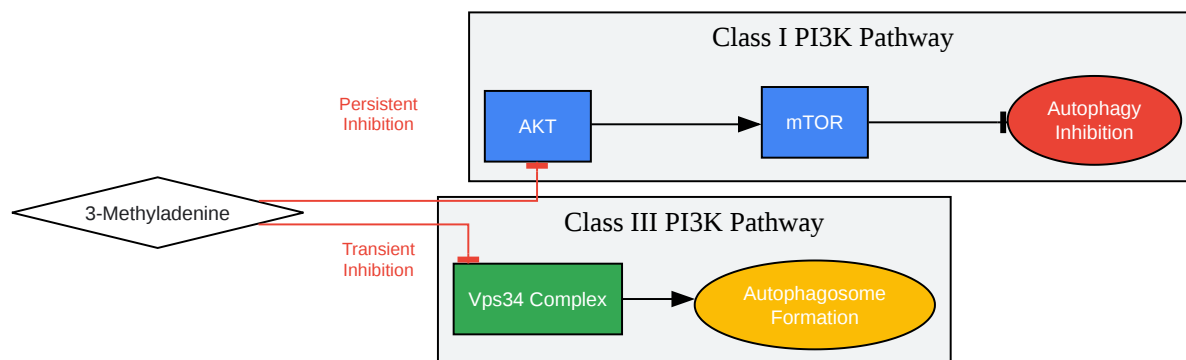 Class I PI3K Pathway
Persistent
Inhibition
AKT
mTOR
Autophagy
Inhibition
3-Methyladenine
Class III PI3K Pathway
Transient
Inhibition
Vps34 Complex
Autophagosome
Formation